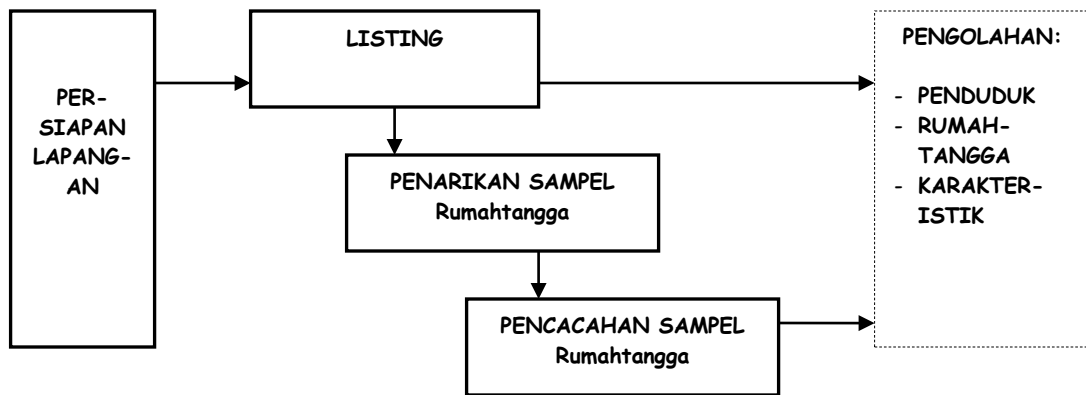 PER-
SIAPAN
LAPANG-
AN
LISTING
PENARIKAN SAMPEL
Rumahtangga
PENCACAHAN SAMPEL
Rumahtangga
PENGOLAHAN:
- PENDUDUK
- RUMAH-
TANGGA
- KARAKTER-
ISTIK